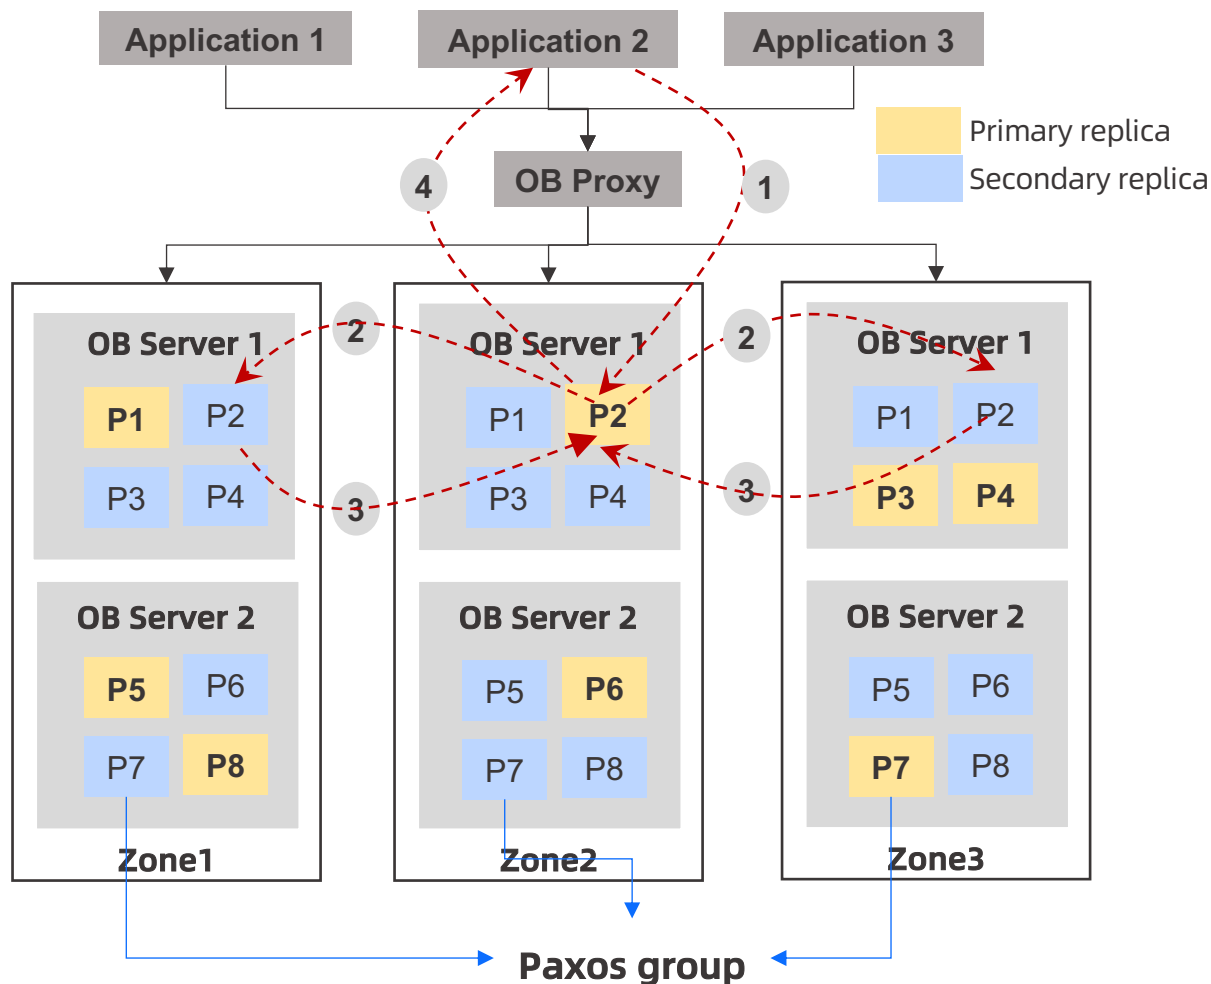 Application 1
Application 2
Application 3
Primary replica
Secondary replica
OB Proxy
4
1
OB Server 1
2
P1
P2
P3
P4
3
OB Server 1
P1
P2
P3
P4
2
OB Server 1
P1
P2
P3
P4
3
OB Server 2
P5
P6
P7
P8
Zone1
OB Server 2
P5
P6
P7
P8
Zone2
OB Server 2
P5
P6
P7
P8
Zone3
Paxos group